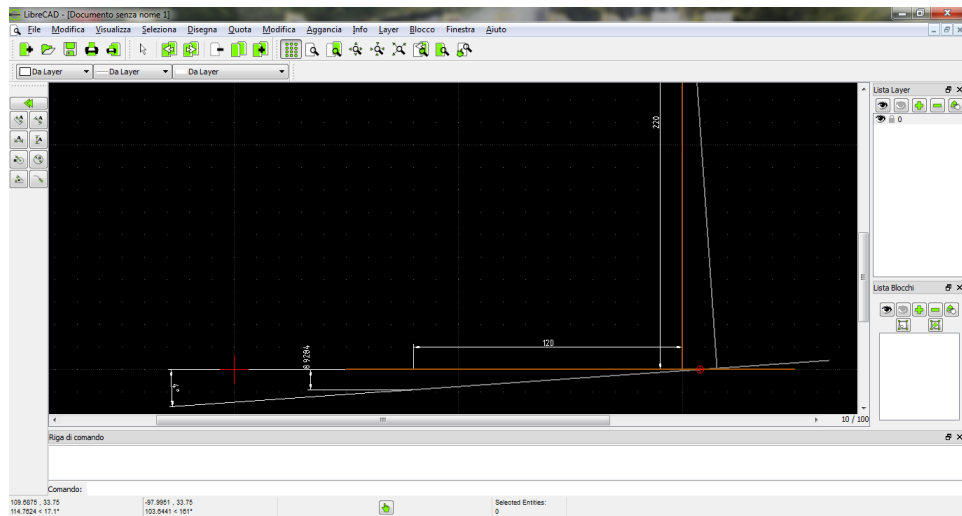 LibreCAD - [Documento senza nome 1]
File Modifica Visualizza Seleziona Disegna Quota Modifica Aggancia Info Layer Blocco Finestra Aiuto
Da Layer Da Layer Da Layer
Lista Layer
0
220
Lista Blocchi
120
8.9284
4°
10 / 100
Riga di comando
Comando:
109.6875 , 33.75 -97.9951 , 33.75 Selected Entities:
114.7624 < 17.1° 103.6441 < 161° 0